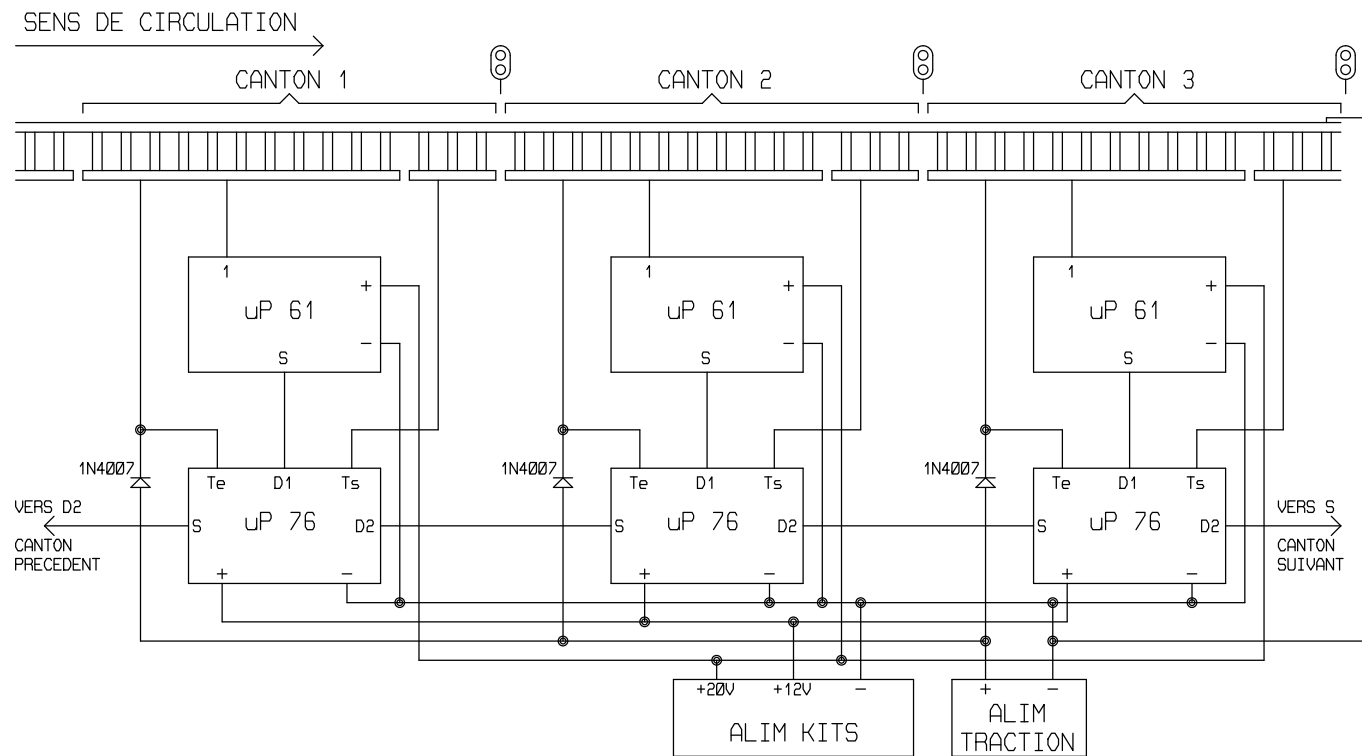 SENS DE CIRCULATION
CANTON 1
CANTON 2
CANTON 3
1
+
uP 61
-
S
1
+
uP 61
-
S
1
+
uP 61
-
S
1N4007
1N4007
1N4007
Te D1 Ts
Te D1 Ts
Te D1 Ts
VERS D2
S uP 76 D2
S uP 76 D2
S uP 76 D2
VERS S
CANTON
PRECEDENT
CANTON
SUIVANT
+ -
+ -
+ -
+20V +12V -
+ -
ALIM KITS
ALIM
TRACTION